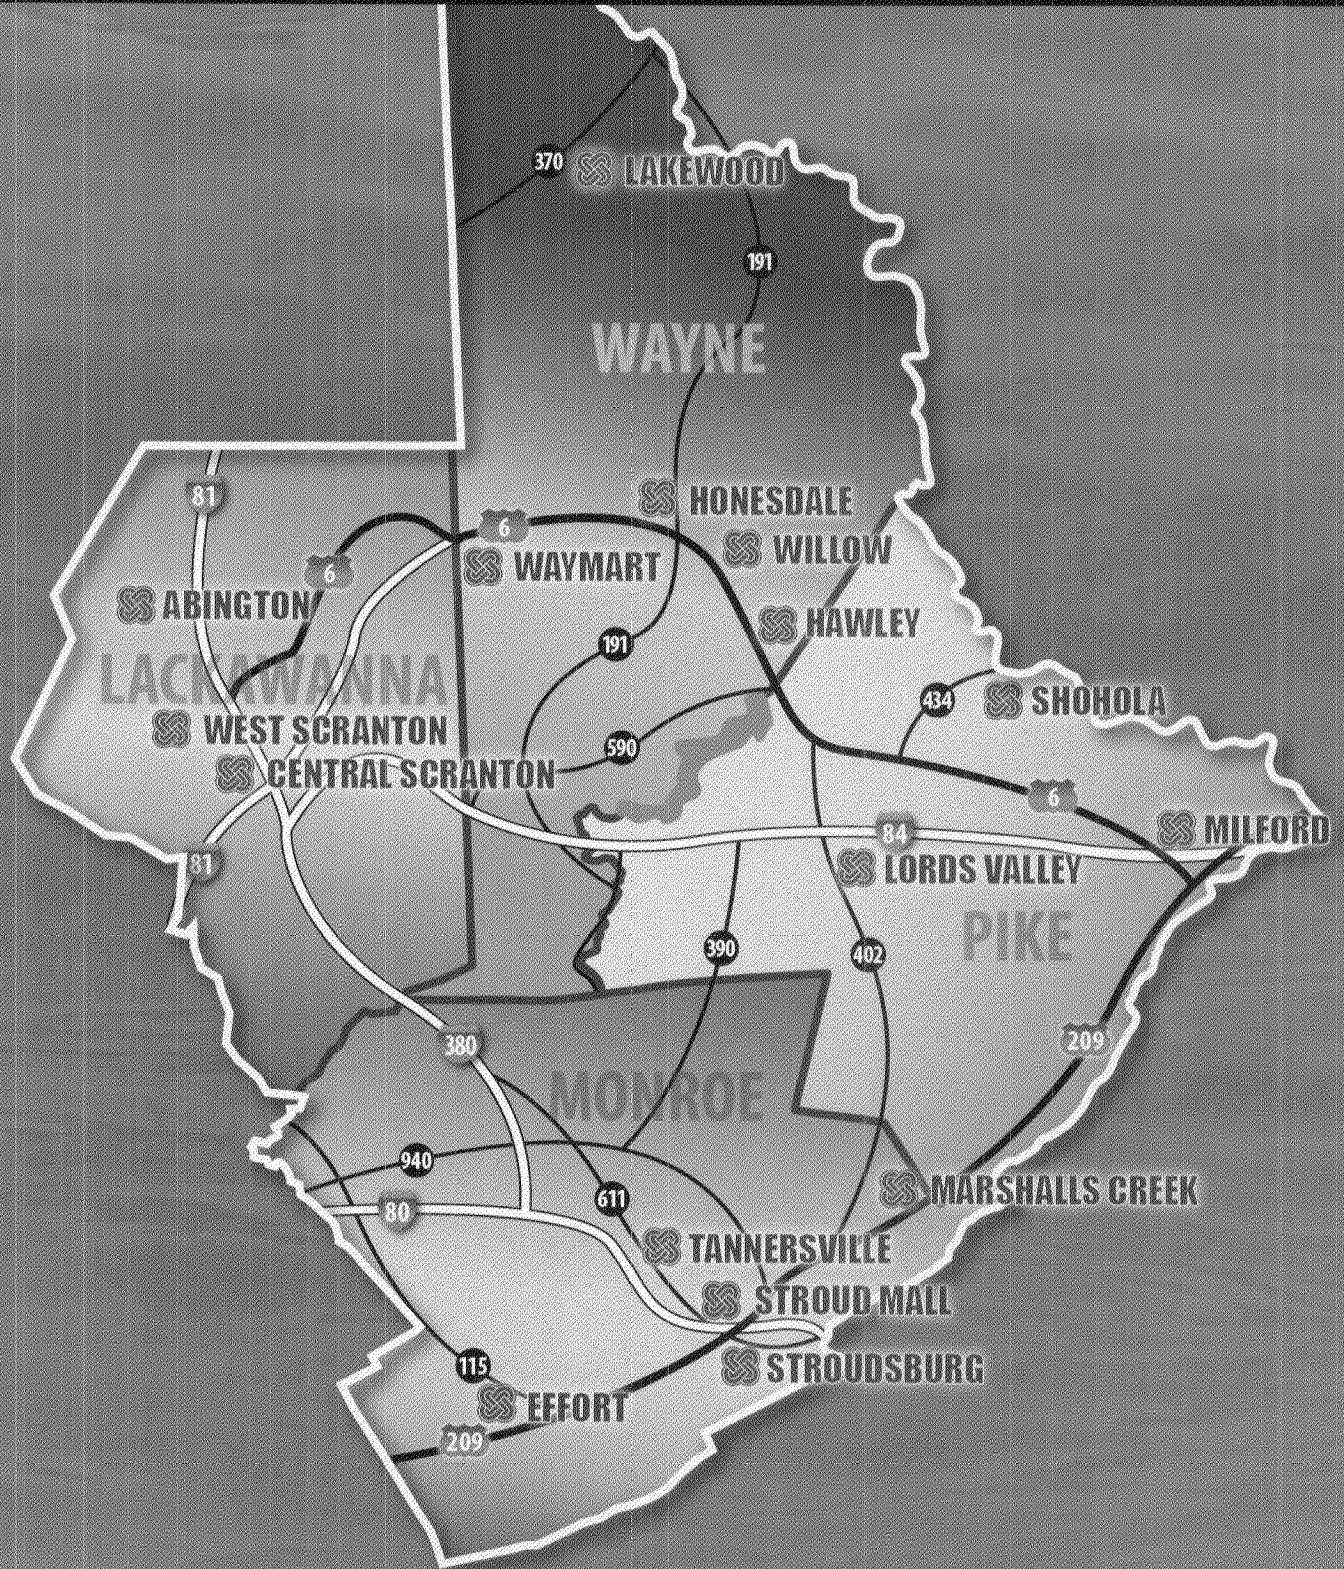 370
LAKEWOOD
191
WAYNE
81
HONESDALE
6
WILLOW
6
WAYMART
ABINGTON
HAWLEY
191
LACKAWANNA
434
SHOHOLA
WEST SCRANTON
590
CENTRAL SCRANTON
6
84
MILFORD
81
LORDS VALLEY
PIKE
390
402
380
209
MONROE
940
MARSHALLS CREEK
611
80
TANNERSVILLE
STROUD MALL
115
STROUDSBURG
EFFORT
209